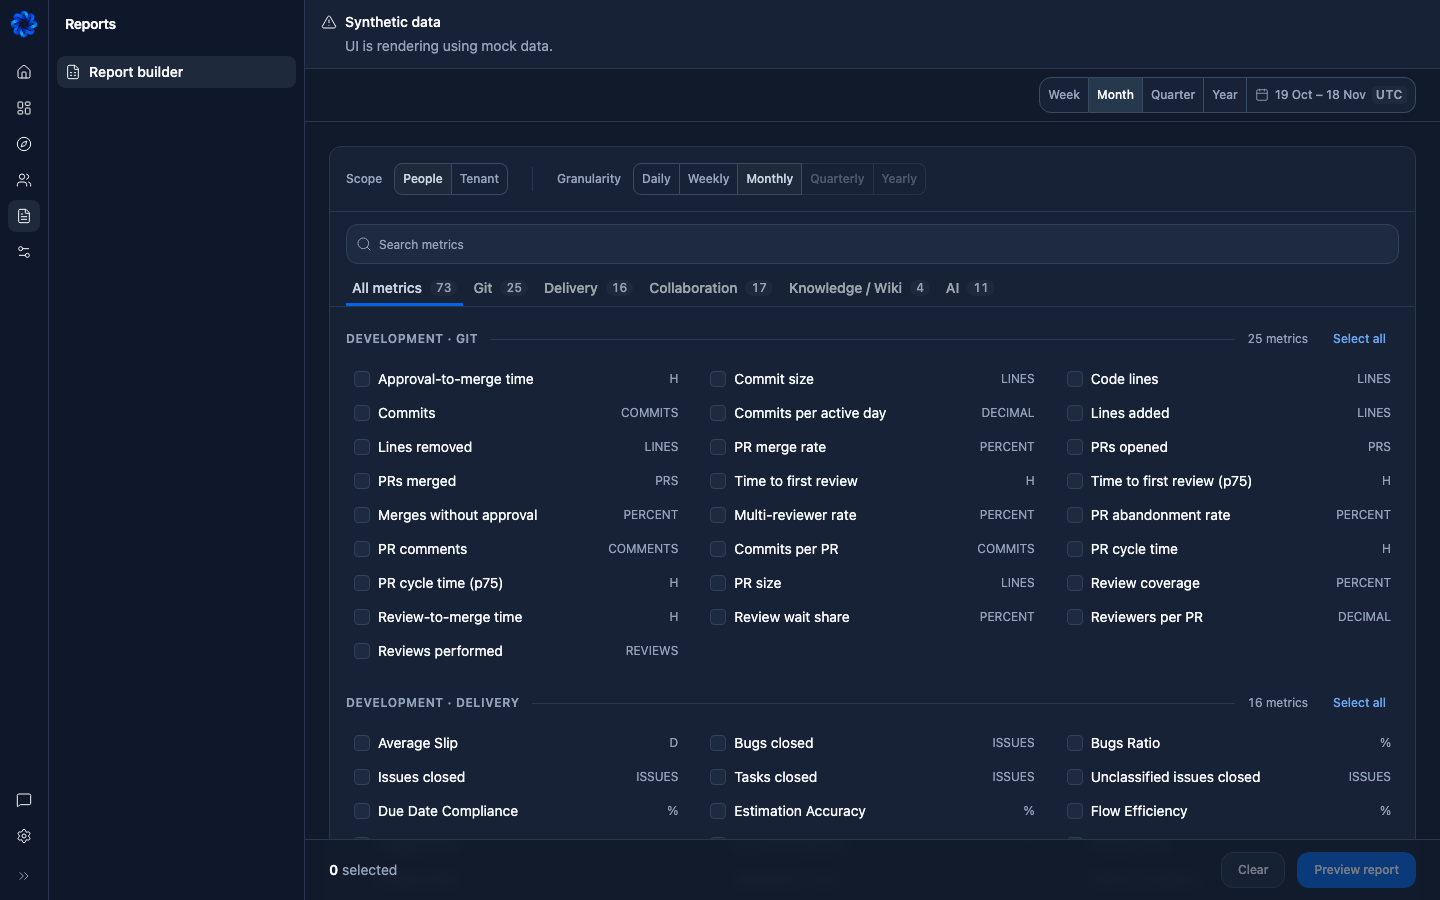 Reports
Report builder
Synthetic data
UI is rendering using mock data.
Week Month Quarter Year 19 Oct – 18 Nov UTC
Scope People Tenant Granularity Daily Weekly Monthly Quarterly Yearly
Search metrics
All metrics 73 Git 25 Delivery 16 Collaboration 17 Knowledge / Wiki 4 AI 11
DEVELOPMENT · GIT 25 metrics Select all
Approval-to-merge time H Commit size LINES Code lines LINES
Commits COMMITS Commits per active day DECIMAL Lines added LINES
Lines removed LINES PR merge rate PERCENT PRs opened PRS
PRs merged PRS Time to first review H Time to first review (p75) H
Merges without approval PERCENT Multi-reviewer rate PERCENT PR abandonment rate PERCENT
PR comments COMMENTS Commits per PR COMMITS PR cycle time H
PR cycle time (p75) H PR size LINES Review coverage PERCENT
Review-to-merge time H Review wait share PERCENT Reviewers per PR DECIMAL
Reviews performed REVIEWS
DEVELOPMENT · DELIVERY 16 metrics Select all
Average Slip D Bugs closed ISSUES Bugs Ratio %
Issues closed ISSUES Tasks closed ISSUES Unclassified issues closed ISSUES
Due Date Compliance % Estimation Accuracy % Flow Efficiency %
0 selected Clear Preview report